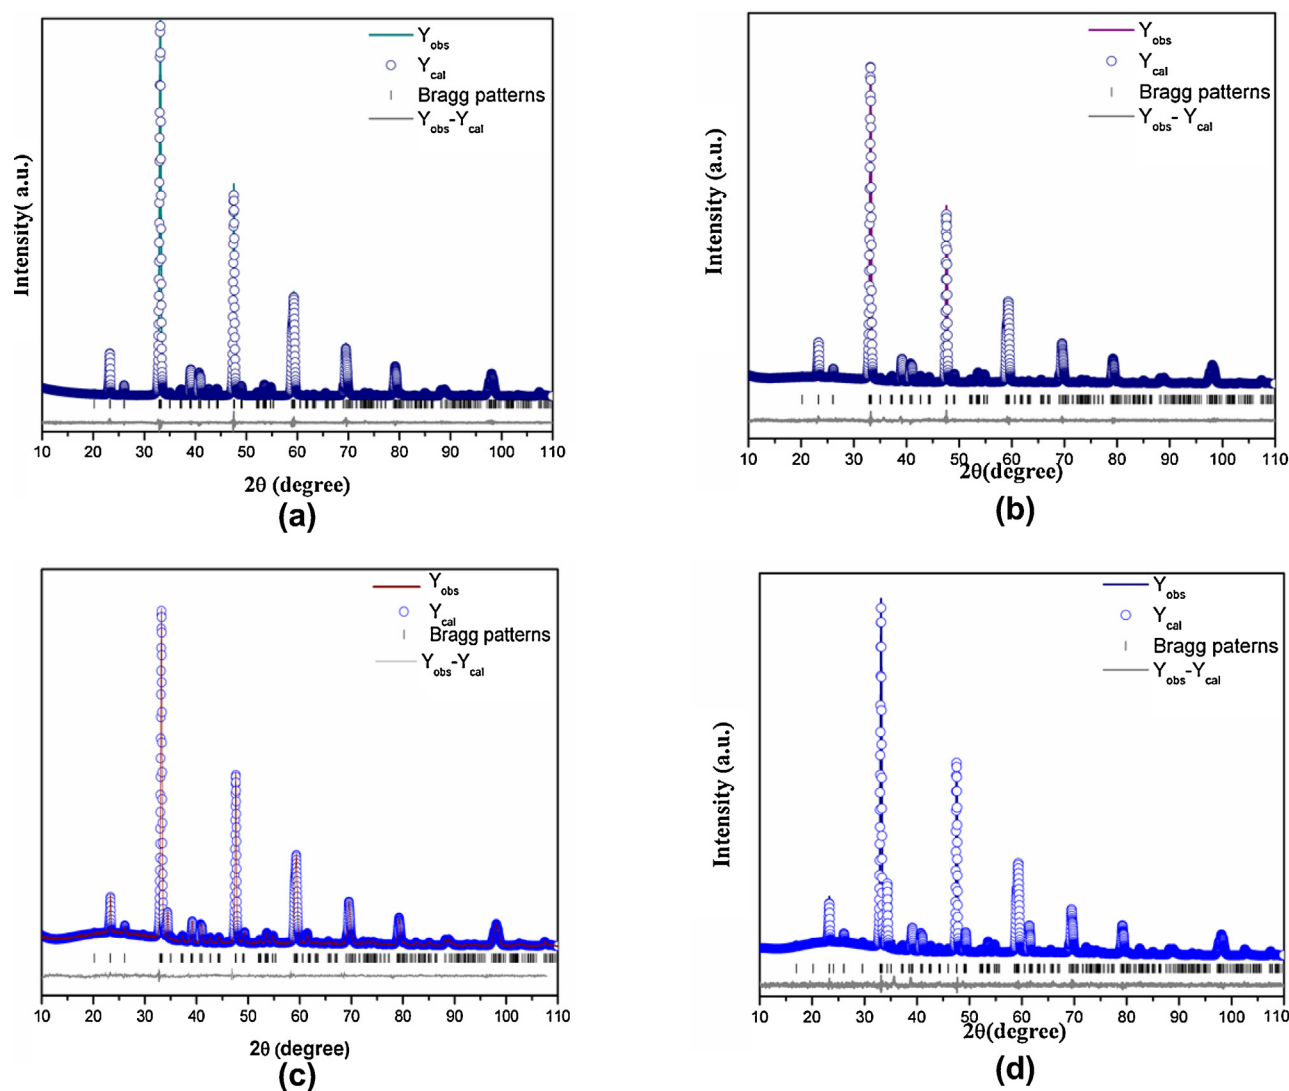 Y_obs
Y_cal
Bragg patterns
Y_obs-Y_cal
Intensity( a.u.)
10 20 30 40 50 60 70 80 90 100 110
2θ (degree)
(a)
Y_obs
Y_cal
Bragg patterns
Y_obs- Y_cal
Intensity (a.u.)
10 20 30 40 50 60 70 80 90 100 110
2θ(degree)
(b)
Y_obs
Y_cal
Bragg patterns
Y_obs-Y_cal
10 20 30 40 50 60 70 80 90 100 110
2θ (degree)
(c)
Y_obs
Y_cal
Bragg paterns
Y_obs-Y_cal
Intensity (a.u.)
10 20 30 40 50 60 70 80 90 100 110
2θ(degree)
(d)